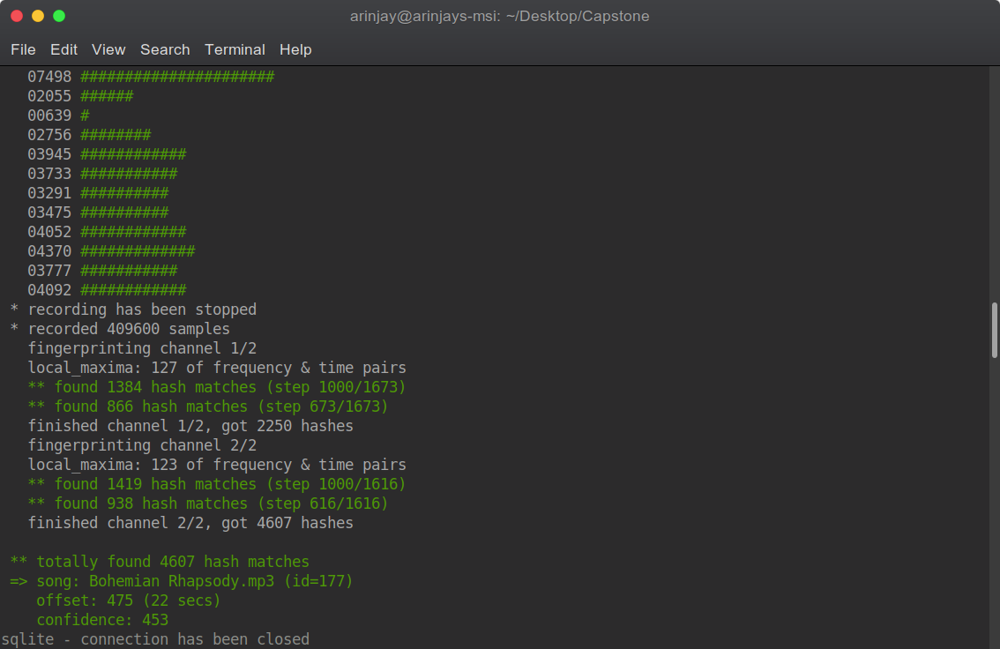 arinjay@arinjays-msi: ~/Desktop/Capstone
File Edit View Search Terminal Help
07498 ######################
02055 ######
00639 #
02756 ########
03945 ############
03733 ###########
03291 ##########
03475 ##########
04052 ############
04370 #############
03777 ###########
04092 ############
* recording has been stopped
* recorded 409600 samples
fingerprinting channel 1/2
local_maxima: 127 of frequency & time pairs
** found 1384 hash matches (step 1000/1673)
** found 866 hash matches (step 673/1673)
finished channel 1/2, got 2250 hashes
fingerprinting channel 2/2
local_maxima: 123 of frequency & time pairs
** found 1419 hash matches (step 1000/1616)
** found 938 hash matches (step 616/1616)
finished channel 2/2, got 4607 hashes
** totally found 4607 hash matches
=> song: Bohemian Rhapsody.mp3 (id=177)
offset: 475 (22 secs)
confidence: 453
sqlite - connection has been closed